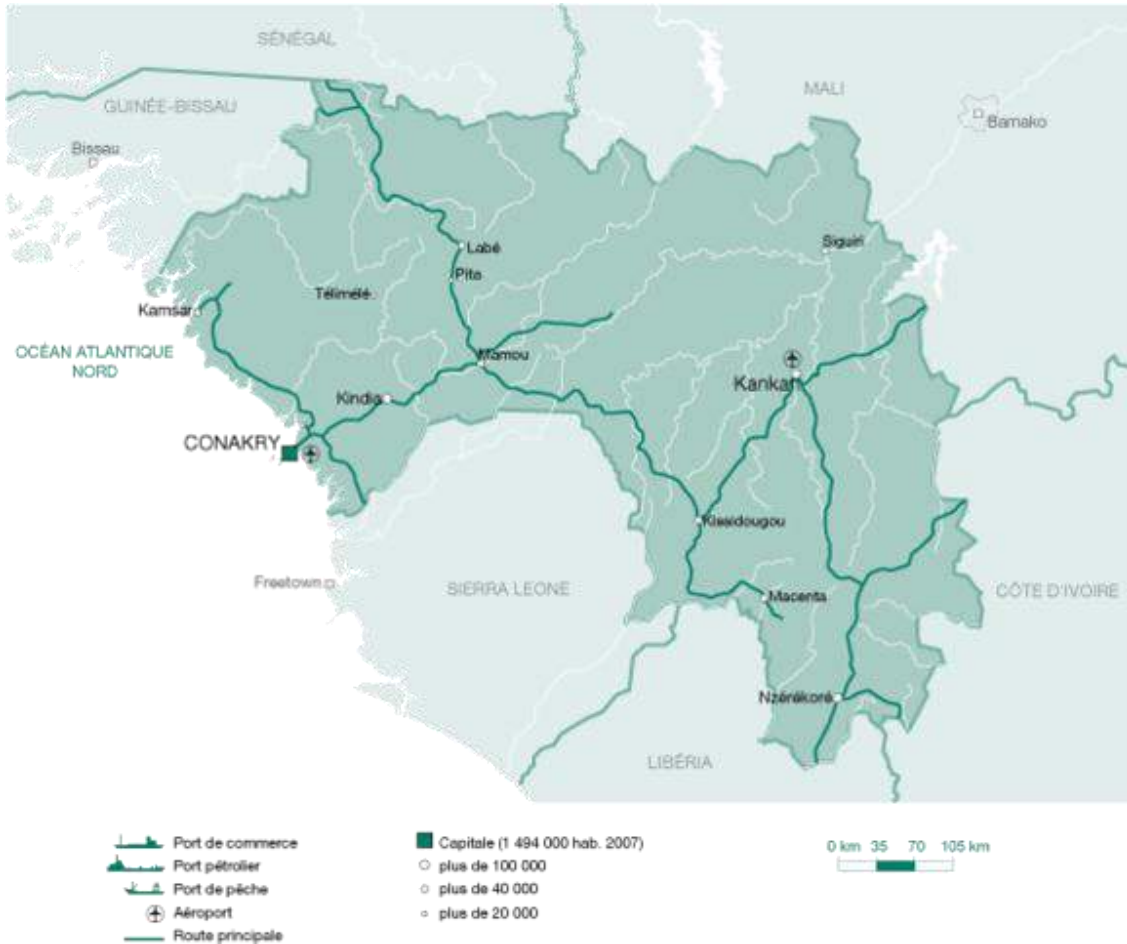 SÉNÉGAL
MALI
GUINÉE-BISSAU
Bamako
Bissau
Labé
Siguiri
Pita
Télimélé
Kamsar
OCÉAN ATLANTIQUE
NORD
Mamou
Kankan
Kindia
CONAKRY
Kissidougou
Freetown
SIERRA LEONE
Macenta
CÔTE D'IVOIRE
Nzérékoré
LIBÉRIA
Port de commerce
Port pétrolier
Port de pêche
Aéroport
Route principale
Capitale (1 494 000 hab. 2007)
plus de 100 000
plus de 40 000
plus de 20 000
0 km 35 70 105 km